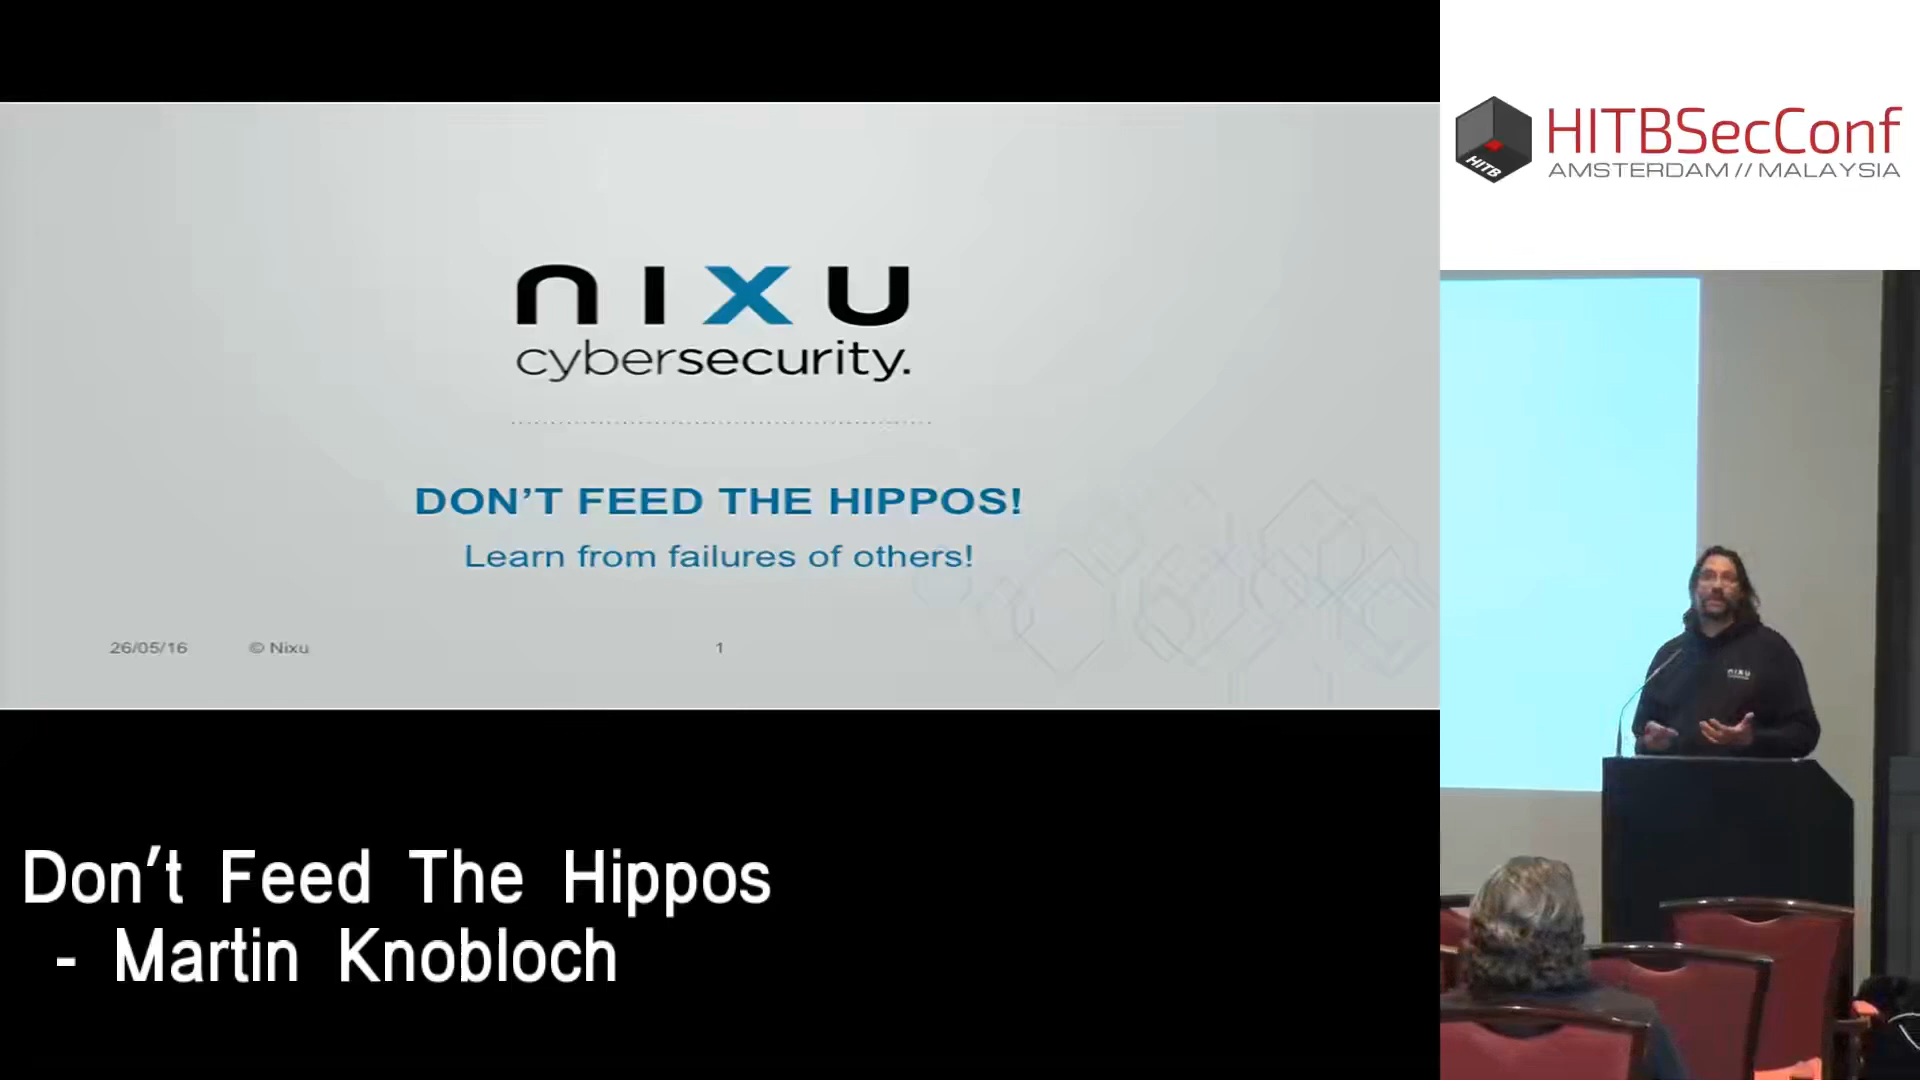 nixu
cybersecurity.
DON'T FEED THE HIPPOS!
Learn from failures of others!
26/05/16 © Nixu 1
HITBSecConf
AMSTERDAM // MALAYSIA
HITB
nixu
Don't Feed The Hippos
- Martin Knobloch